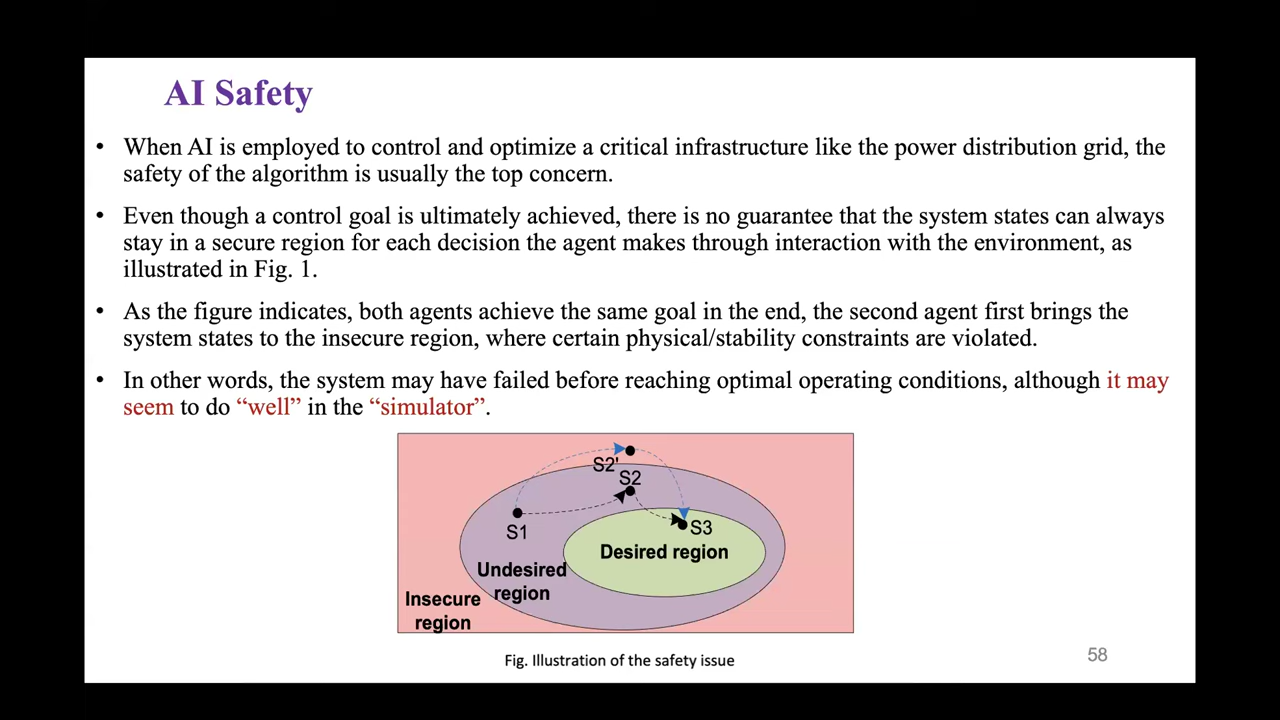 AI Safety
• When AI is employed to control and optimize a critical infrastructure like the power distribution grid, the
safety of the algorithm is usually the top concern.
• Even though a control goal is ultimately achieved, there is no guarantee that the system states can always
stay in a secure region for each decision the agent makes through interaction with the environment, as
illustrated in Fig. 1.
• As the figure indicates, both agents achieve the same goal in the end, the second agent first brings the
system states to the insecure region, where certain physical/stability constraints are violated.
• In other words, the system may have failed before reaching optimal operating conditions, although it may
seem to do “well” in the “simulator”.
S2'
S2
S1
S3
Desired region
Undesired
region
Insecure
region
Fig. Illustration of the safety issue
58